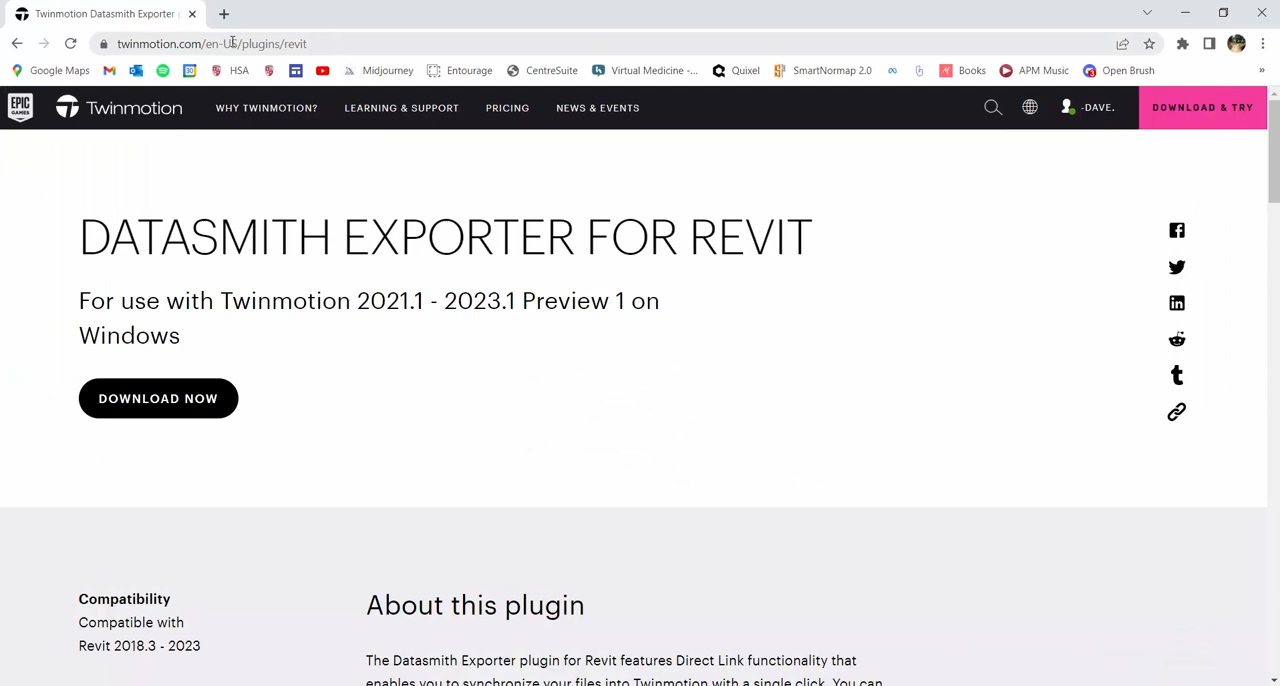 Twinmotion Datasmith Exporter
twinmotion.com/en-US/plugins/revit
Google Maps
HSA
Midjourney
Entourage
CentreSuite
Virtual Medicine -...
Quixel
SmartNormap 2.0
Books
APM Music
Open Brush
»
EPIC
GAMES
Twinmotion
WHY TWINMOTION?
LEARNING & SUPPORT
PRICING
NEWS & EVENTS
-DAVE.
DOWNLOAD & TRY
DATASMITH EXPORTER FOR REVIT
For use with Twinmotion 2021.1 - 2023.1 Preview 1 on
Windows
DOWNLOAD NOW
Compatibility
Compatible with
Revit 2018.3 - 2023
About this plugin
The Datasmith Exporter plugin for Revit features Direct Link functionality that
enables you to synchronize your files into Twinmotion with a single click. You can